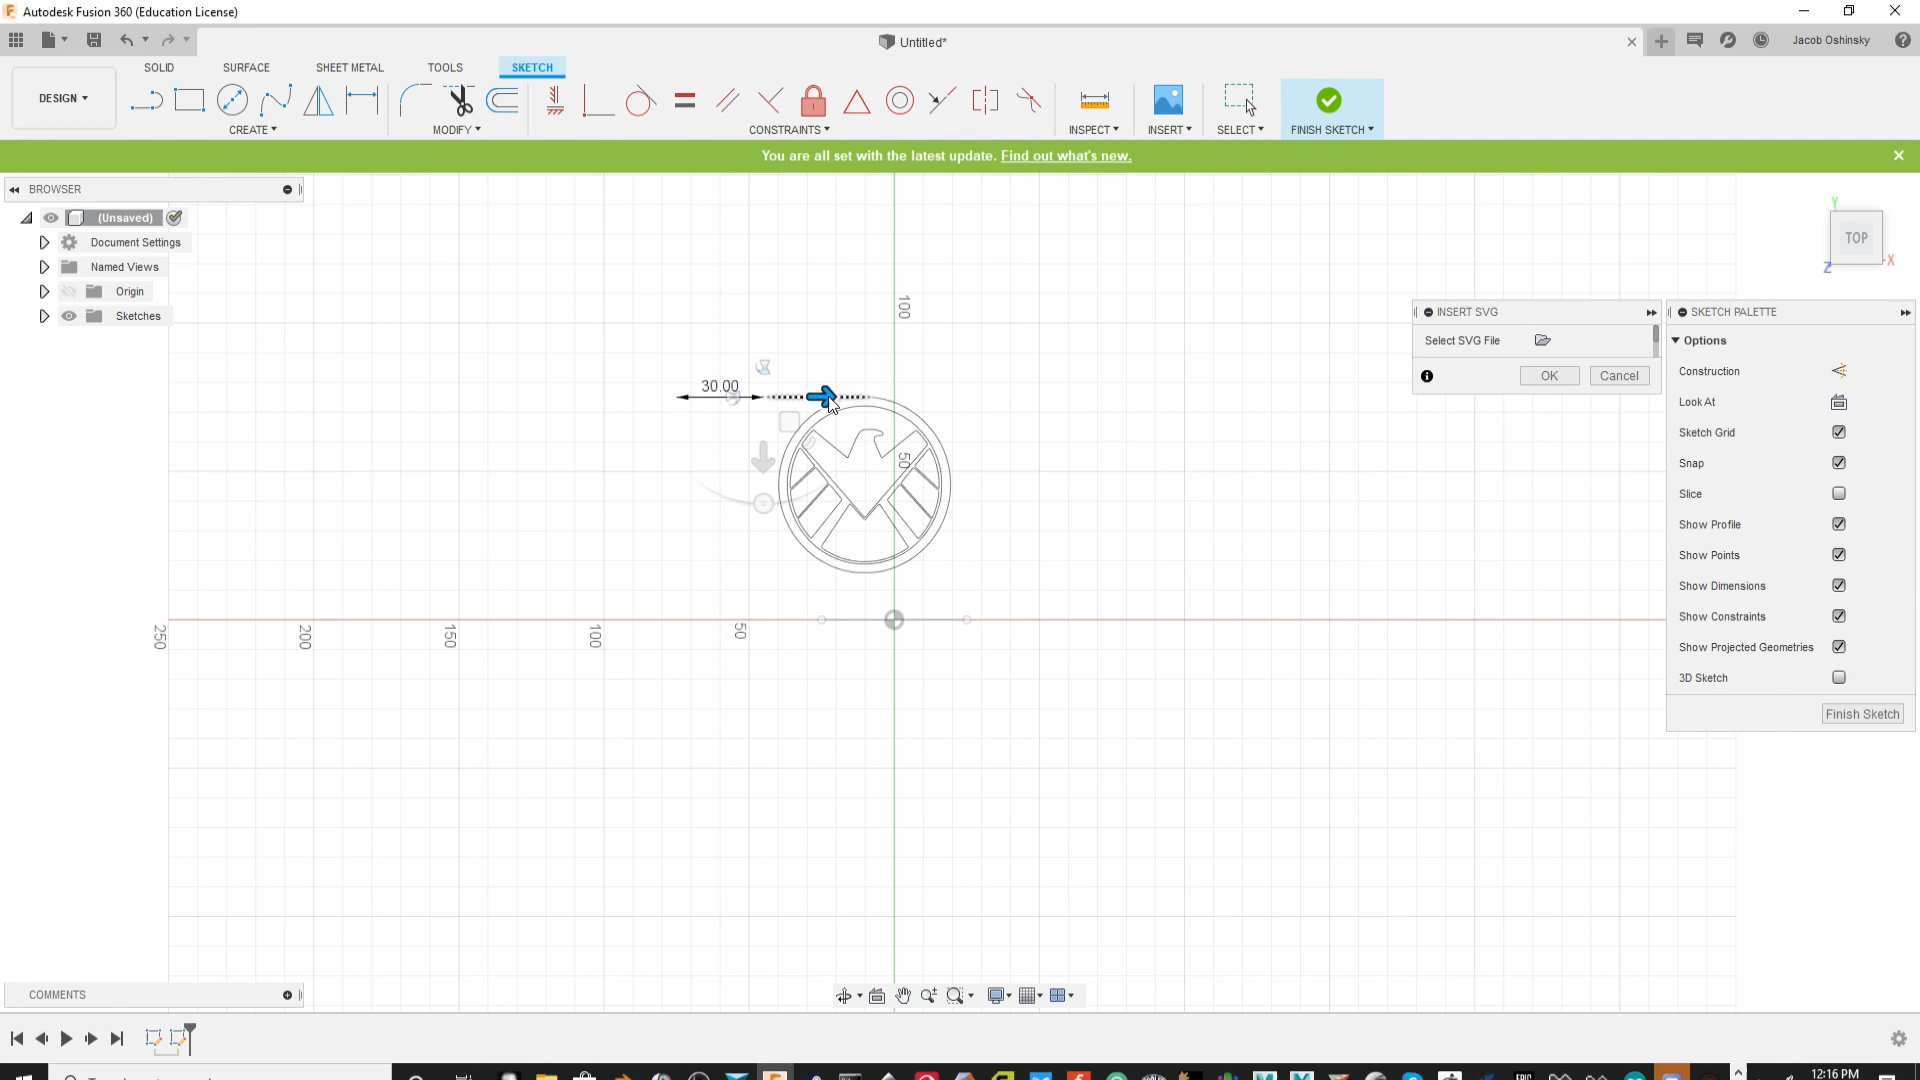 Autodesk Fusion 360 (Education License)
Untitled*
Jacob Oshinsky
SOLID SURFACE SHEET METAL TOOLS SKETCH
DESIGN
CREATE MODIFY CONSTRAINTS INSPECT INSERT SELECT FINISH SKETCH
You are all set with the latest update. Find out what's new.
BROWSER
(Unsaved)
Document Settings
Named Views
Origin
Sketches
Y
TOP
X
Z
INSERT SVG
Select SVG File
OK Cancel
SKETCH PALETTE
Options
Construction
Look At
Sketch Grid
Snap
Slice
Show Profile
Show Points
Show Dimensions
Show Constraints
Show Projected Geometries
3D Sketch
Finish Sketch
100
30.00
50
250 200 150 100 50
COMMENTS
12:16 PM